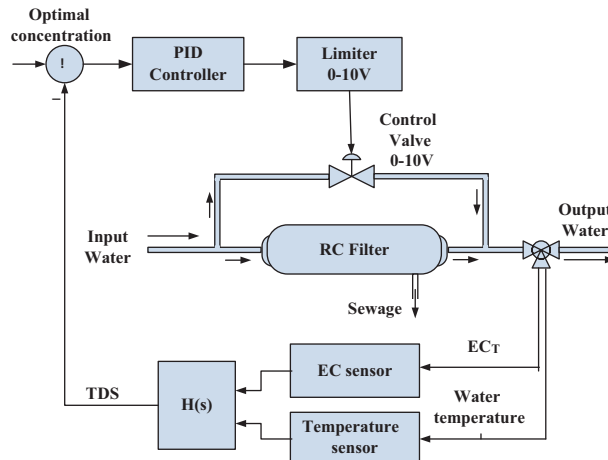 Optimal
concentration
!
−
PID
Controller
Limiter
0-10V
Control
Valve
0-10V
Input
Water
RC Filter
Output
Water
Sewage
ECT
EC sensor
TDS
H(s)
Water
temperature
Temperature
sensor